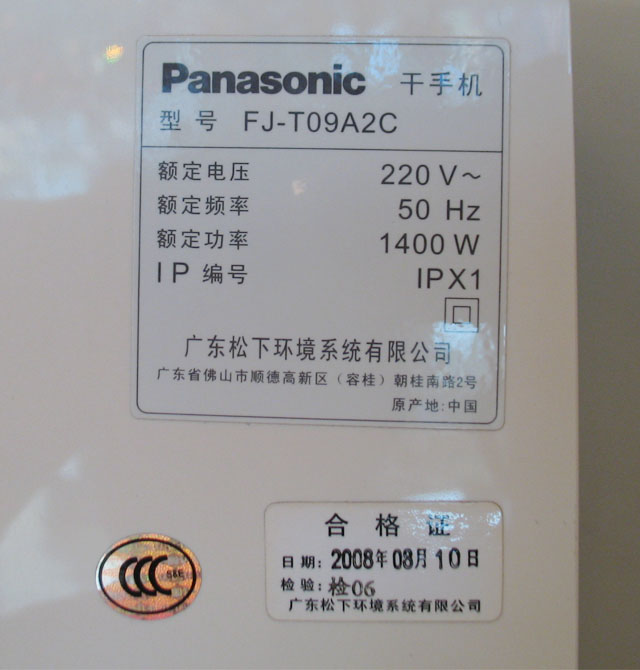 Panasonic 干手机
型号 FJ-T09A2C
额定电压 220 V～
额定频率 50 Hz
额定功率 1400 W
IP 编号 IPX1
广东松下环境系统有限公司
广东省佛山市顺德高新区（容桂）朝桂南路2号
原产地:中国
合格证
日期: 2008年03月10日
检验: 检06
广东松下环境系统有限公司
CCC S&E